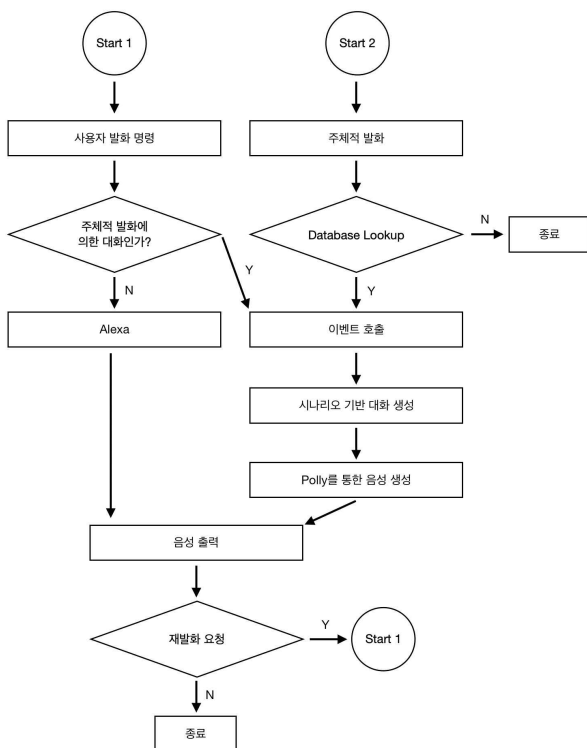 Start 1
Start 2
사용자 발화 명령
주체적 발화
주체적 발화에
의한 대화인가?
Database Lookup
N
종료
Y
N
Y
Alexa
이벤트 호출
시나리오 기반 대화 생성
Polly를 통한 음성 생성
음성 출력
재발화 요청
Y
Start 1
N
종료